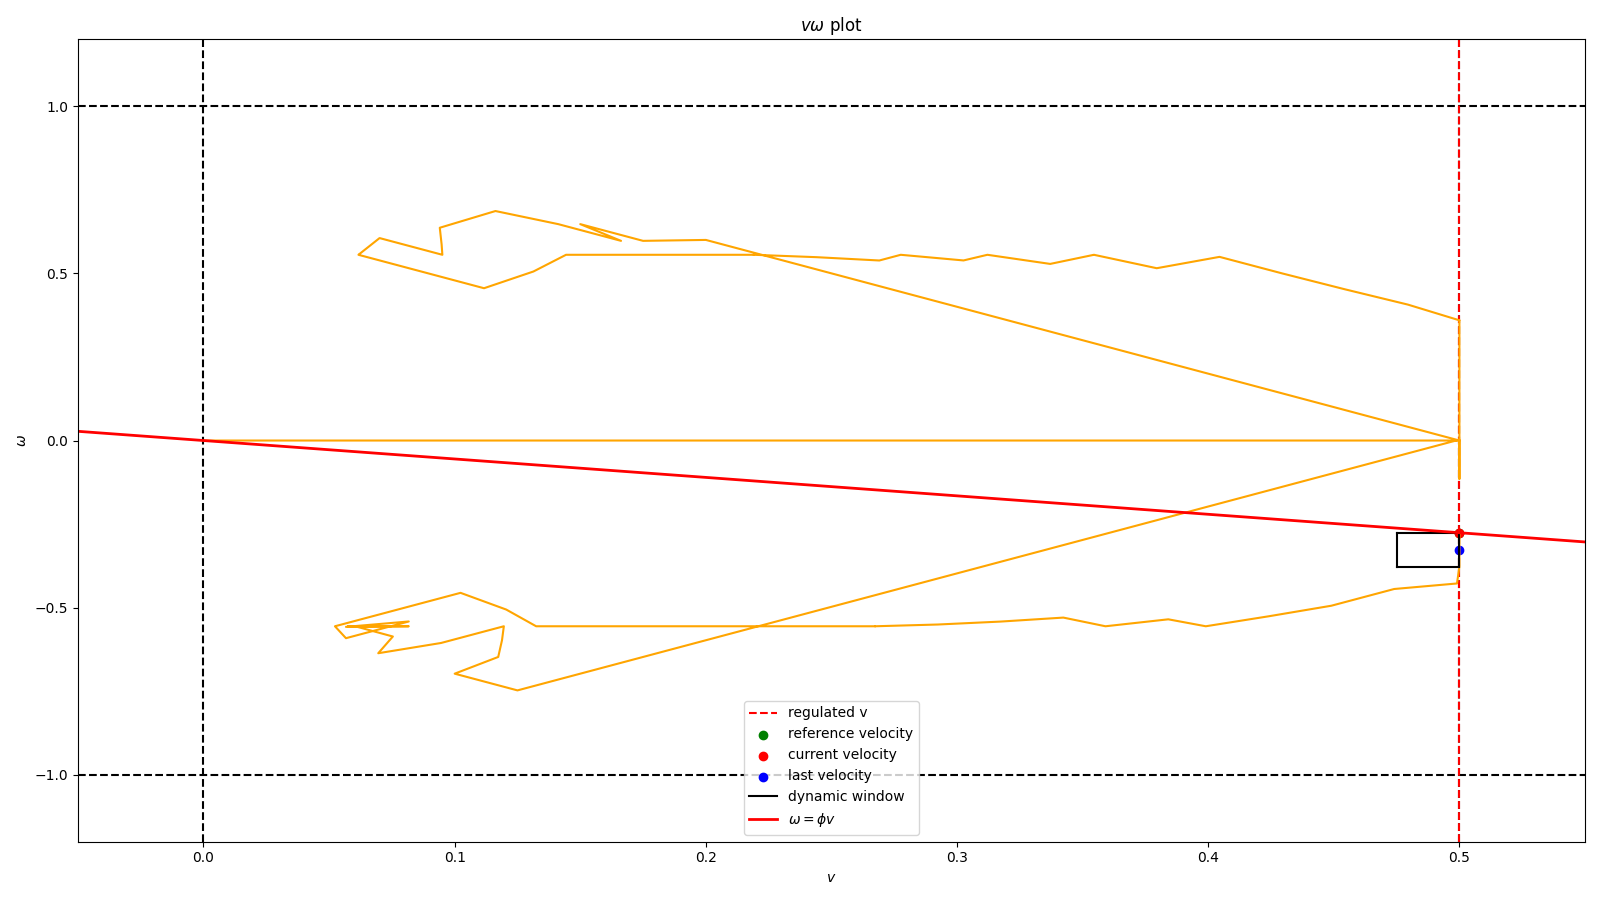 vω plot
1.0
0.5
0.0
−0.5
−1.0
ω
0.0 0.1 0.2 0.3 0.4 0.5
v
regulated v
reference velocity
current velocity
last velocity
dynamic window
ω = ϕv